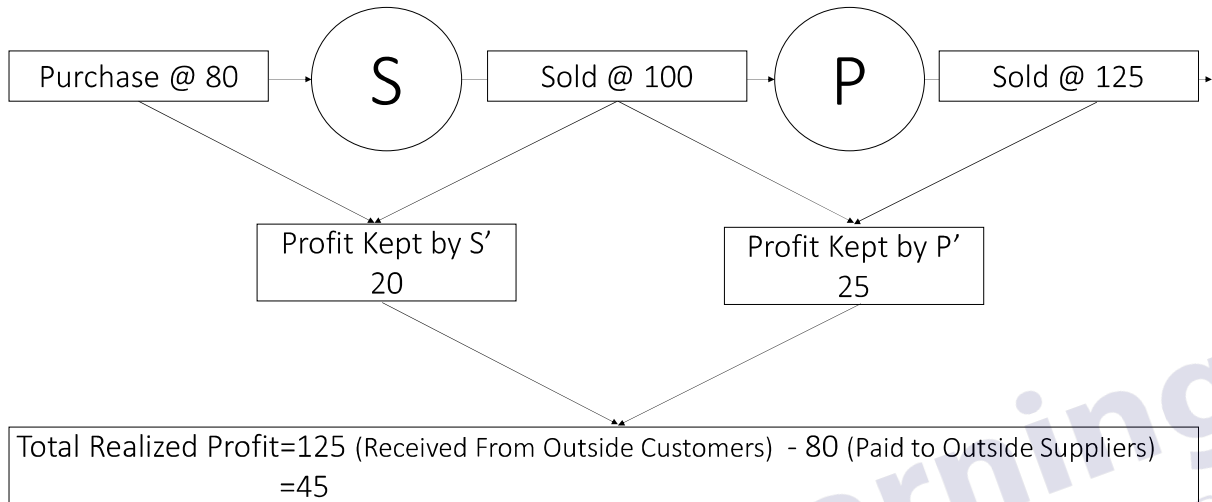 Purchase @ 80
S
Sold @ 100
P
Sold @ 125
Profit Kept by S’
20
Profit Kept by P’
25
Total Realized Profit=125 (Received From Outside Customers) - 80 (Paid to Outside Suppliers)
=45